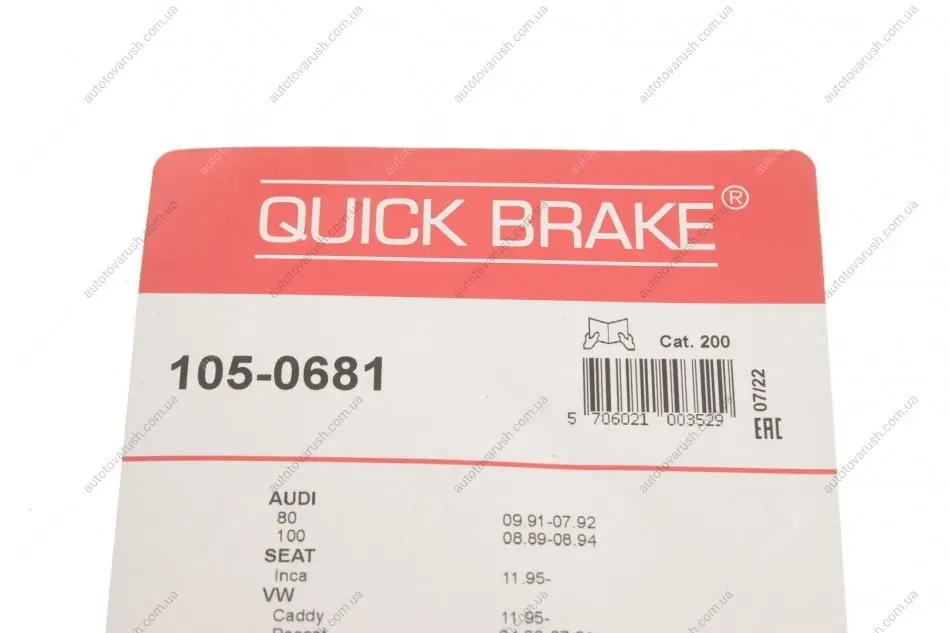 QUICK BRAKE®
Cat. 200
105-0681
07/22
EAC
5 706021 003529
AUDI
80 09.91-07.92
100 08.89-08.94
SEAT
Inca 11.95-
VW
Caddy 11.95-
autotovarush.com.ua